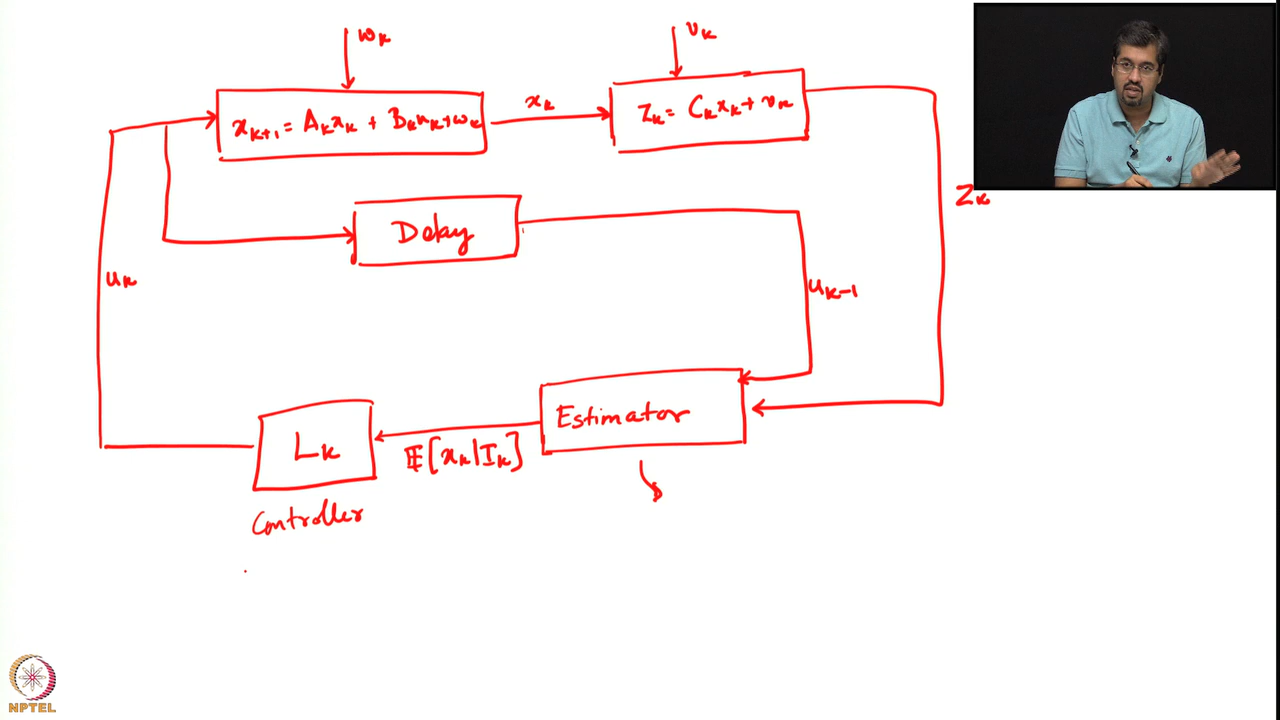 w_k
v_k
x_{k+1} = A_k x_k + B_k u_k + w_k
x_k
Z_k = C_k x_k + v_k
Z_k
Delay
u_k
u_{k-1}
Estimator
L_k
𝔼[x_k|I_k]
Controller
NPTEL